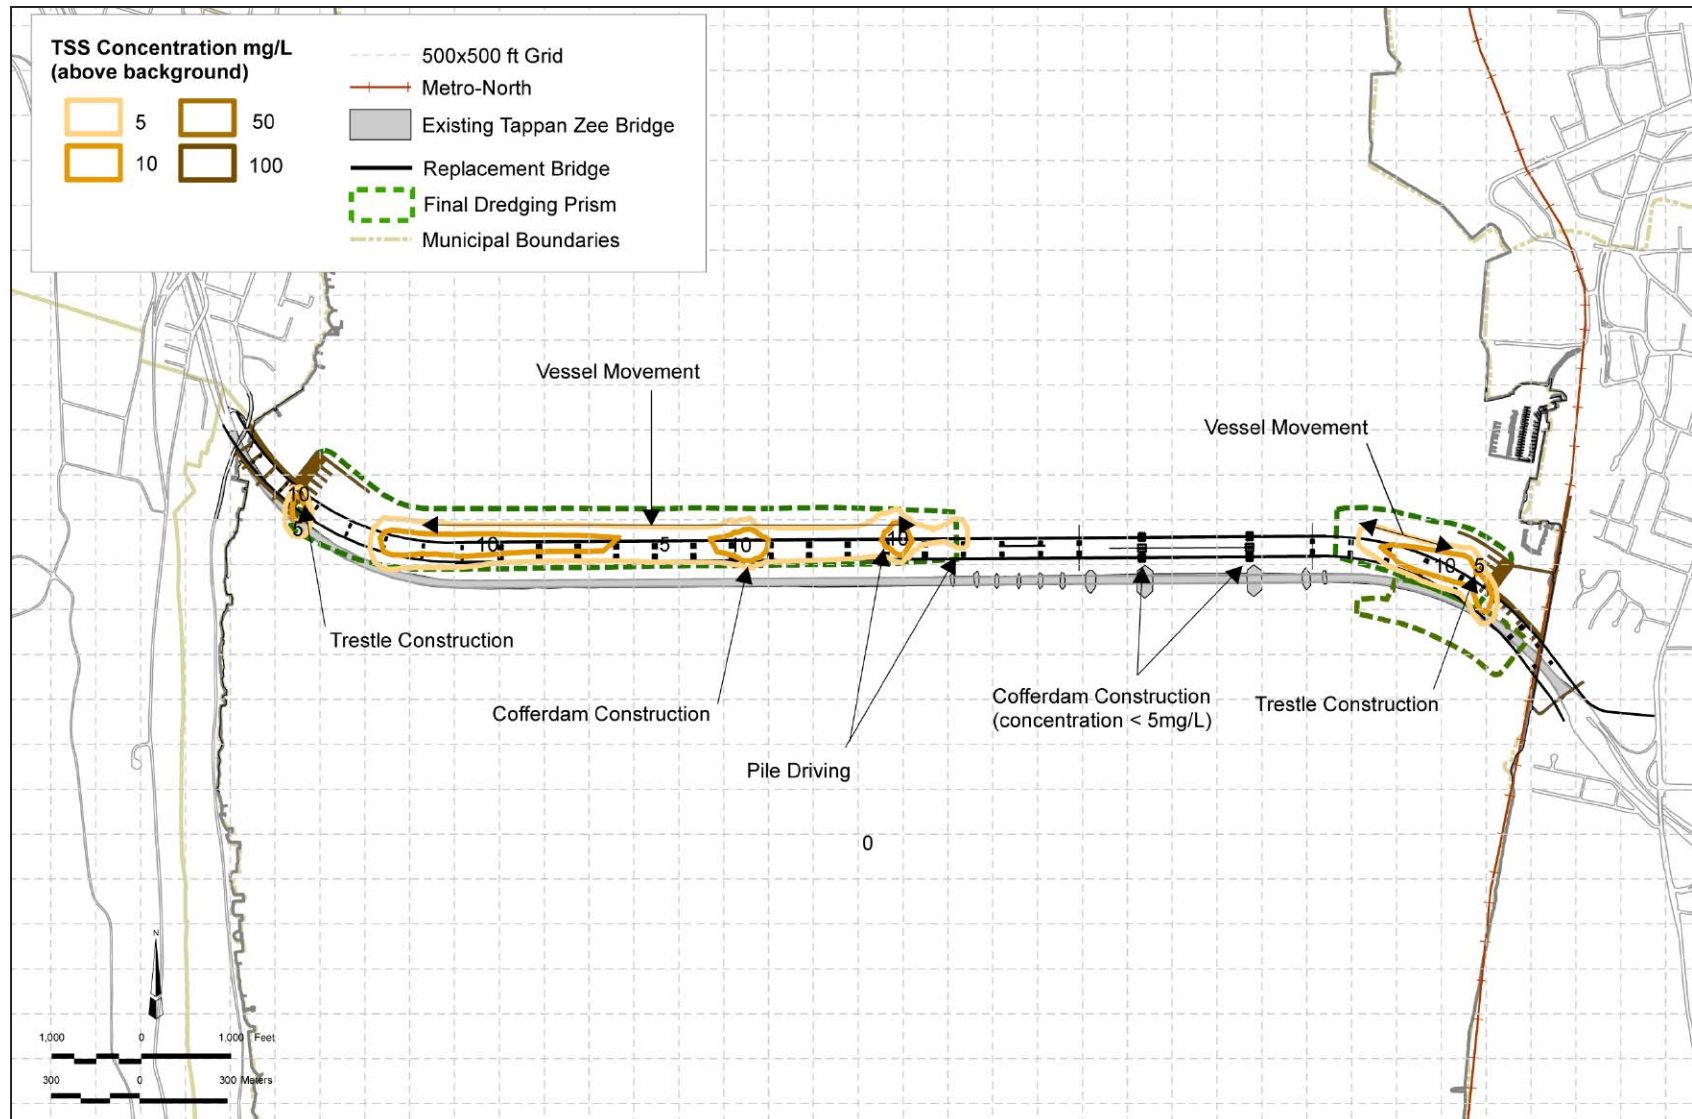 TSS Concentration mg/L
(above background)
5
50
10
100
500x500 ft Grid
Metro-North
Existing Tappan Zee Bridge
Replacement Bridge
Final Dredging Prism
Municipal Boundaries
Vessel Movement
Vessel Movement
10
5
10
5
10
10
10
5
Trestle Construction
Cofferdam Construction
Pile Driving
Cofferdam Construction
(concentration < 5mg/L)
Trestle Construction
0
N
1,000 0 1,000 Feet
300 0 300 Meters